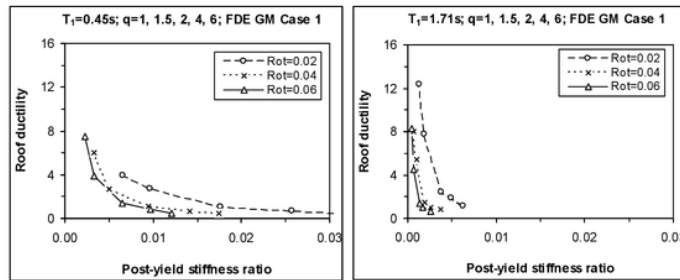 T1=0.45s; q=1, 1.5, 2, 4, 6; FDE GM Case 1
Roof ductility
16
12
8
4
0
Rot=0.02
Rot=0.04
Rot=0.06
0.00
0.01
0.02
0.03
Post-yield stiffness ratio
T1=1.71s; q=1, 1.5, 2, 4, 6; FDE GM Case 1
Roof ductility
16
12
8
4
0
Rot=0.02
Rot=0.04
Rot=0.06
0.00
0.01
0.02
0.03
Post-yield stiffness ratio